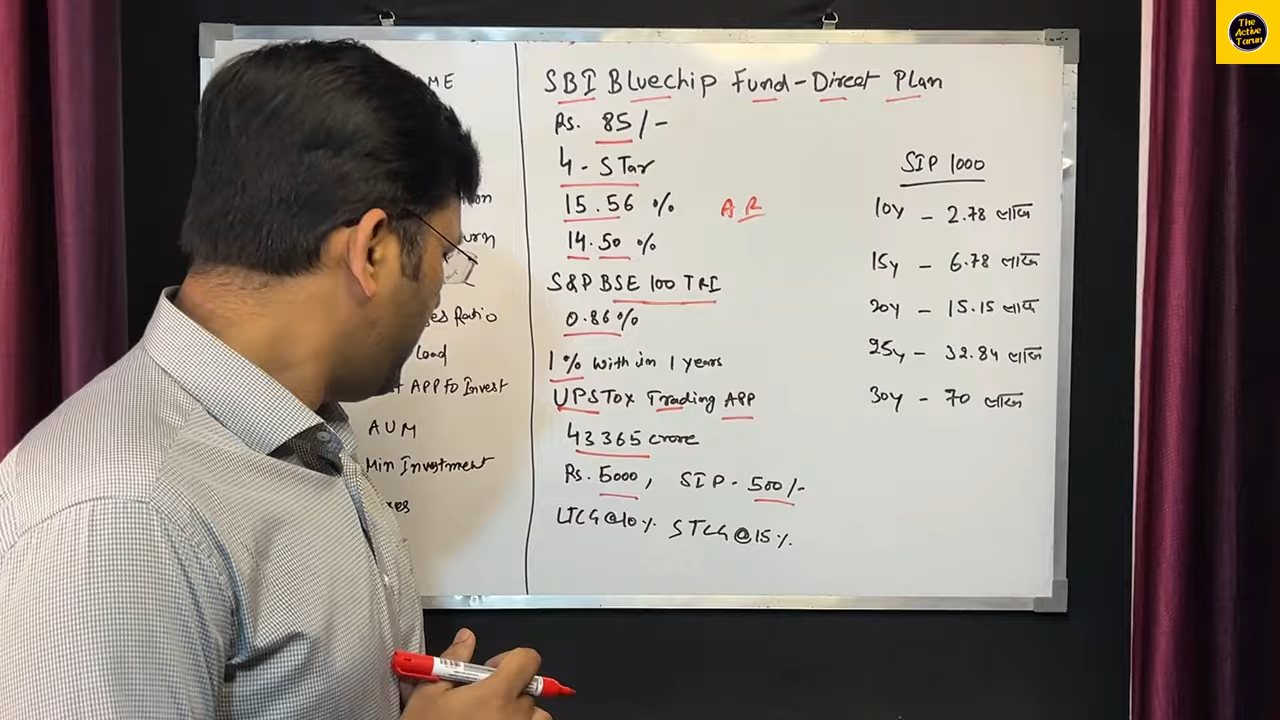 The
Active
Tarun
ME
on
urn
es Ratio
Load
APP to Invest
AUM
Min Investment
xes
SBI Bluechip Fund - Direct Plan
Rs. 85/-
4 - STar
15.56 % AR
14.50 %
S&P BSE 100 TRI
0.86%
1% with in 1 years
UPSTox Trading APP
43365 crore
Rs. 5000, SIP - 500/-
LTCG @10% STCG @15%
SIP 1000
10y - 2.78 लाख
15y - 6.78 लाख
20y - 15.15 लाख
25y - 32.84 लाख
30y - 70 लाख